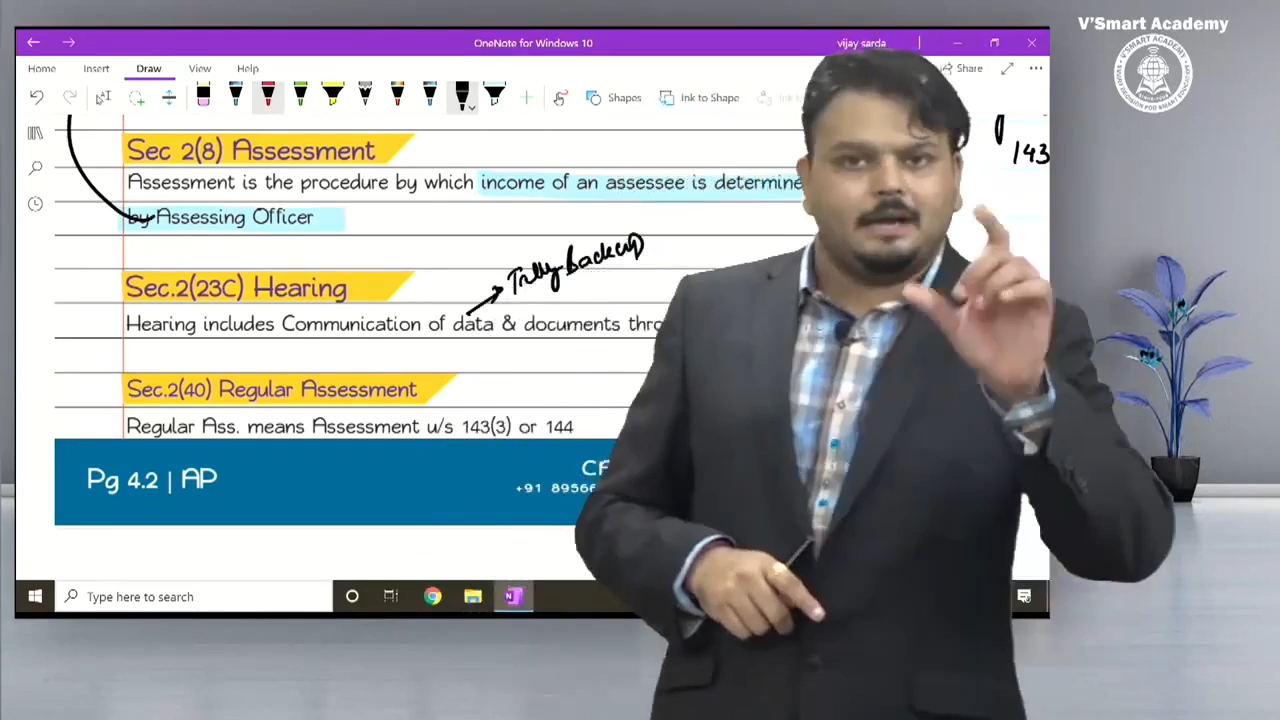 V'Smart Academy
OneNote for Windows 10
vijay sarda
Home Insert Draw View Help
Share
Shapes
Ink to Shape
143
Sec 2(8) Assessment
Assessment is the procedure by which income of an assessee is determine
by Assessing Officer
Tally Backup
Sec.2(23C) Hearing
Hearing includes Communication of data & documents thro
Sec.2(40) Regular Assessment
Regular Ass. means Assessment u/s 143(3) or 144
Pg 4.2 | AP
+91 8956
Type here to search